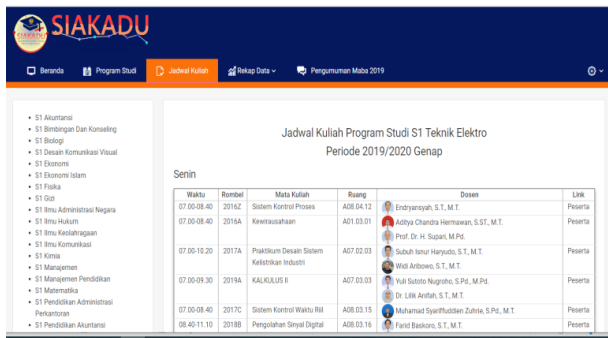 SIAKADU
Beranda
Program Studi
Jadwal Kuliah
Rekap Data
Pengumuman Maba 2019
S1 Akuntansi
S1 Bimbingan Dan Konseling
S1 Biologi
S1 Desain Komunikasi Visual
S1 Ekonomi
S1 Ekonomi Islam
S1 Fisika
S1 Gizi
S1 Ilmu Administrasi Negara
S1 Ilmu Hukum
S1 Ilmu Keolahragaan
S1 Ilmu Komunikasi
S1 Kimia
S1 Manajemen
S1 Manajemen Pendidikan
S1 Matematika
S1 Pendidikan Administrasi
Perkantoran
S1 Pendidikan Akuntansi
Jadwal Kuliah Program Studi S1 Teknik Elektro
Periode 2019/2020 Genap
Senin
Waktu Rombel Mata Kuliah Ruang Dosen Link
07.00-08.40 2016Z Sistem Kontrol Proses A08.04.12 Endryansyah, S.T., M.T. Peserta
07.00-08.40 2016A Kewirausahaan A01.03.01 Aditya Chandra Hermawan, S.ST., M.T. Peserta
Prof. Dr. H. Supari, M.Pd.
07.00-10.20 2017A Praktikum Desain Sistem A07.02.03 Subuh Isnur Haryudo, S.T., M.T. Peserta
Kelistrikan Industri Widi Aribowo, S.T., M.T.
07.00-09.30 2019A KALKULUS II A07.03.03 Yuli Sutoto Nugroho, S.Pd., M.Pd. Peserta
Dr. Lilik Anifah, S.T., M.T.
07.00-08.40 2017C Sistem Kontrol Waktu Riil A08.03.15 Muhamad Syariffuddien Zuhrie, S.Pd., M.T. Peserta
08.40-11.10 2018B Pengolahan Sinyal Digital A08.03.16 Farid Baskoro, S.T., M.T. Peserta